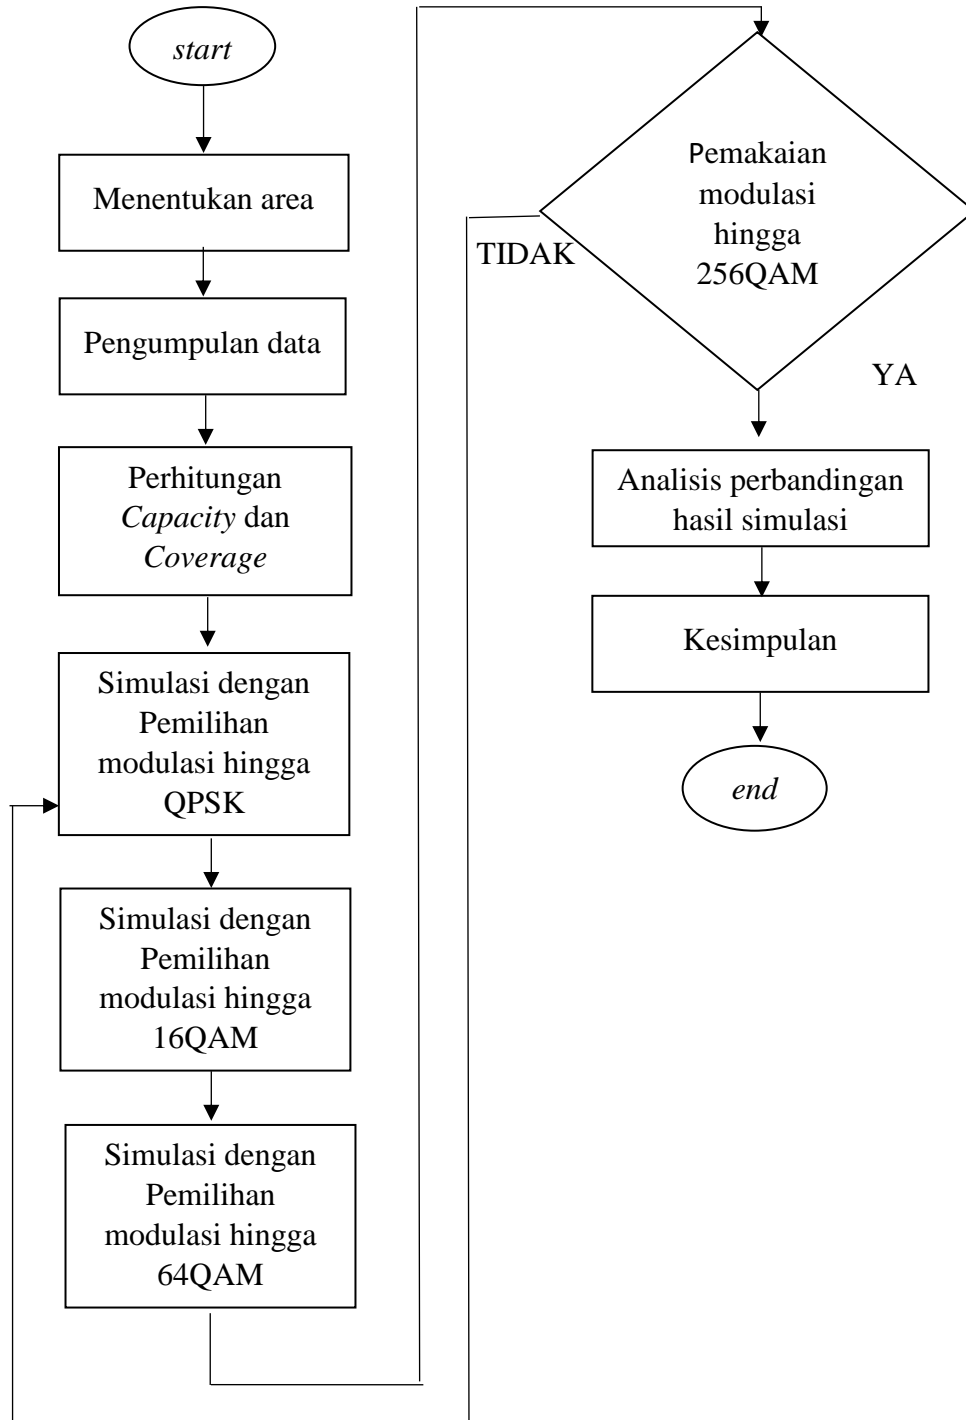 start
Menentukan area
Pengumpulan data
Perhitungan
Capacity dan
Coverage
Simulasi dengan
Pemilihan
modulasi hingga
QPSK
Simulasi dengan
Pemilihan
modulasi hingga
16QAM
Simulasi dengan
Pemilihan
modulasi hingga
64QAM
Pemakaian
modulasi
hingga
256QAM
TIDAK
YA
Analisis perbandingan
hasil simulasi
Kesimpulan
end